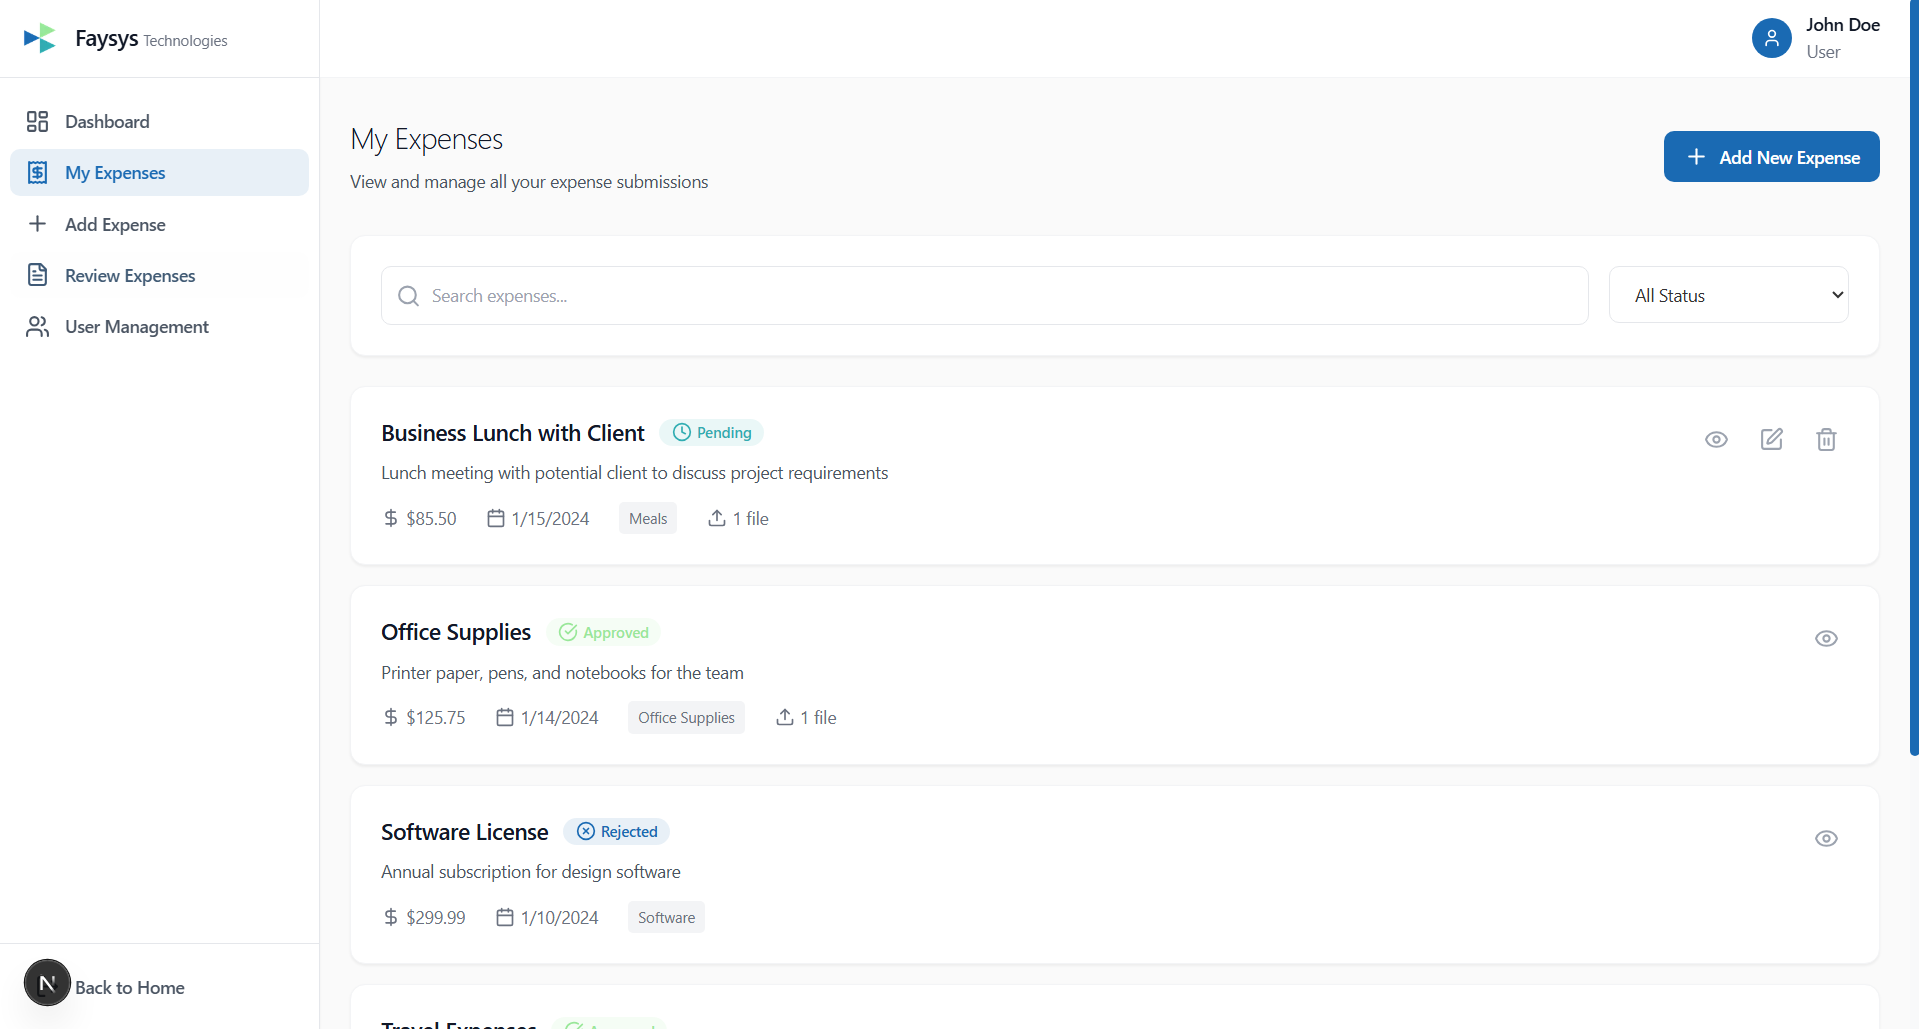 Faysys Technologies
John Doe
User
Dashboard
My Expenses
Add Expense
Review Expenses
User Management
N
Back to Home
My Expenses
View and manage all your expense submissions
Add New Expense
Search expenses...
All Status
Business Lunch with Client Pending
Lunch meeting with potential client to discuss project requirements
$85.50 1/15/2024 Meals 1 file
Office Supplies Approved
Printer paper, pens, and notebooks for the team
$125.75 1/14/2024 Office Supplies 1 file
Software License Rejected
Annual subscription for design software
$299.99 1/10/2024 Software
Travel Expenses Approved